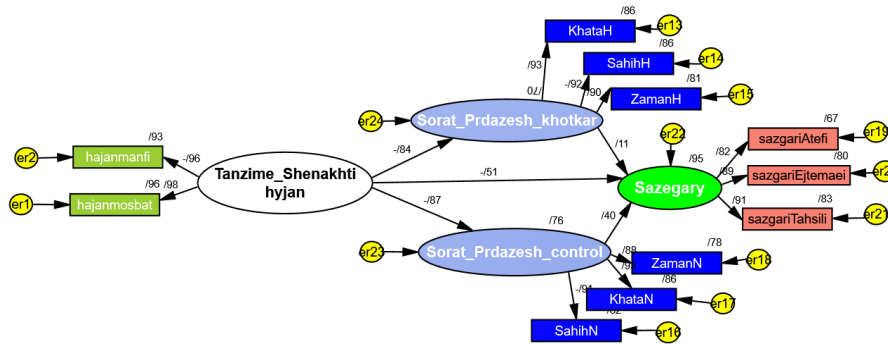 /86
er13
KhataH
/93
/86
er14
SahihH
-/92
/70
/90
/81
er15
ZamanH
er24
Sorat_Prdazesh_khotkar
/93
er2
hajanmanfi
-/96
-/84
/11
er22
/67
er19
sazgariAtefi
/82
Tanzime_Shenakhti
hyjan
-/51
/95
Sazegary
/89
/80
sazgariEjtemaei
/96
/98
er1
hajanmosbat
/91
/83
sazgariTahsili
er21
-/87
/76
/40
er23
Sorat_Prdazesh_control
/88
/78
ZamanN
er18
/86
KhataN
er17
-/91
SahihN
er16